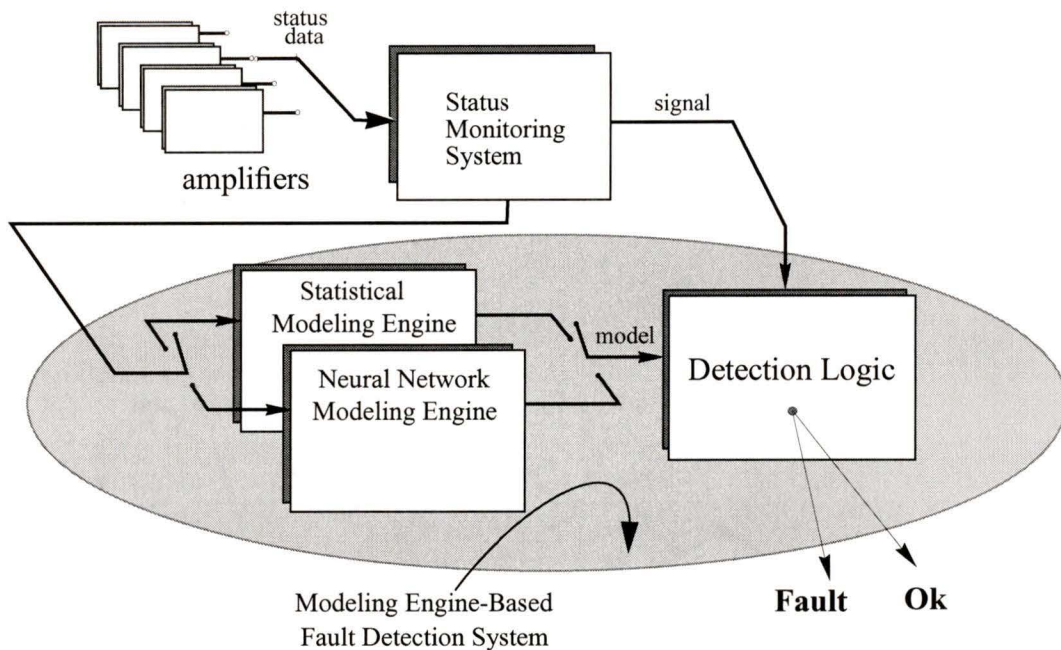 status
data
amplifiers
Status
Monitoring
System
signal
Statistical
Modeling Engine
Neural Network
Modeling Engine
model
Detection Logic
Fault
Ok
Modeling Engine-Based
Fault Detection System